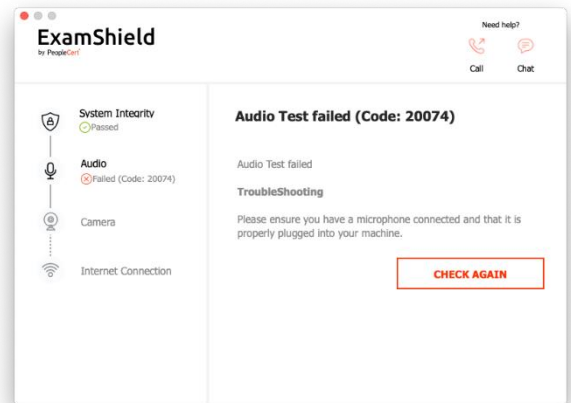 ExamShield
by PeopleCert
Need help?
Call
Chat
System Integrity
Passed
Audio
Failed (Code: 20074)
Camera
Internet Connection
Audio Test failed (Code: 20074)
Audio Test failed
TroubleShooting
Please ensure you have a microphone connected and that it is
properly plugged into your machine.
CHECK AGAIN